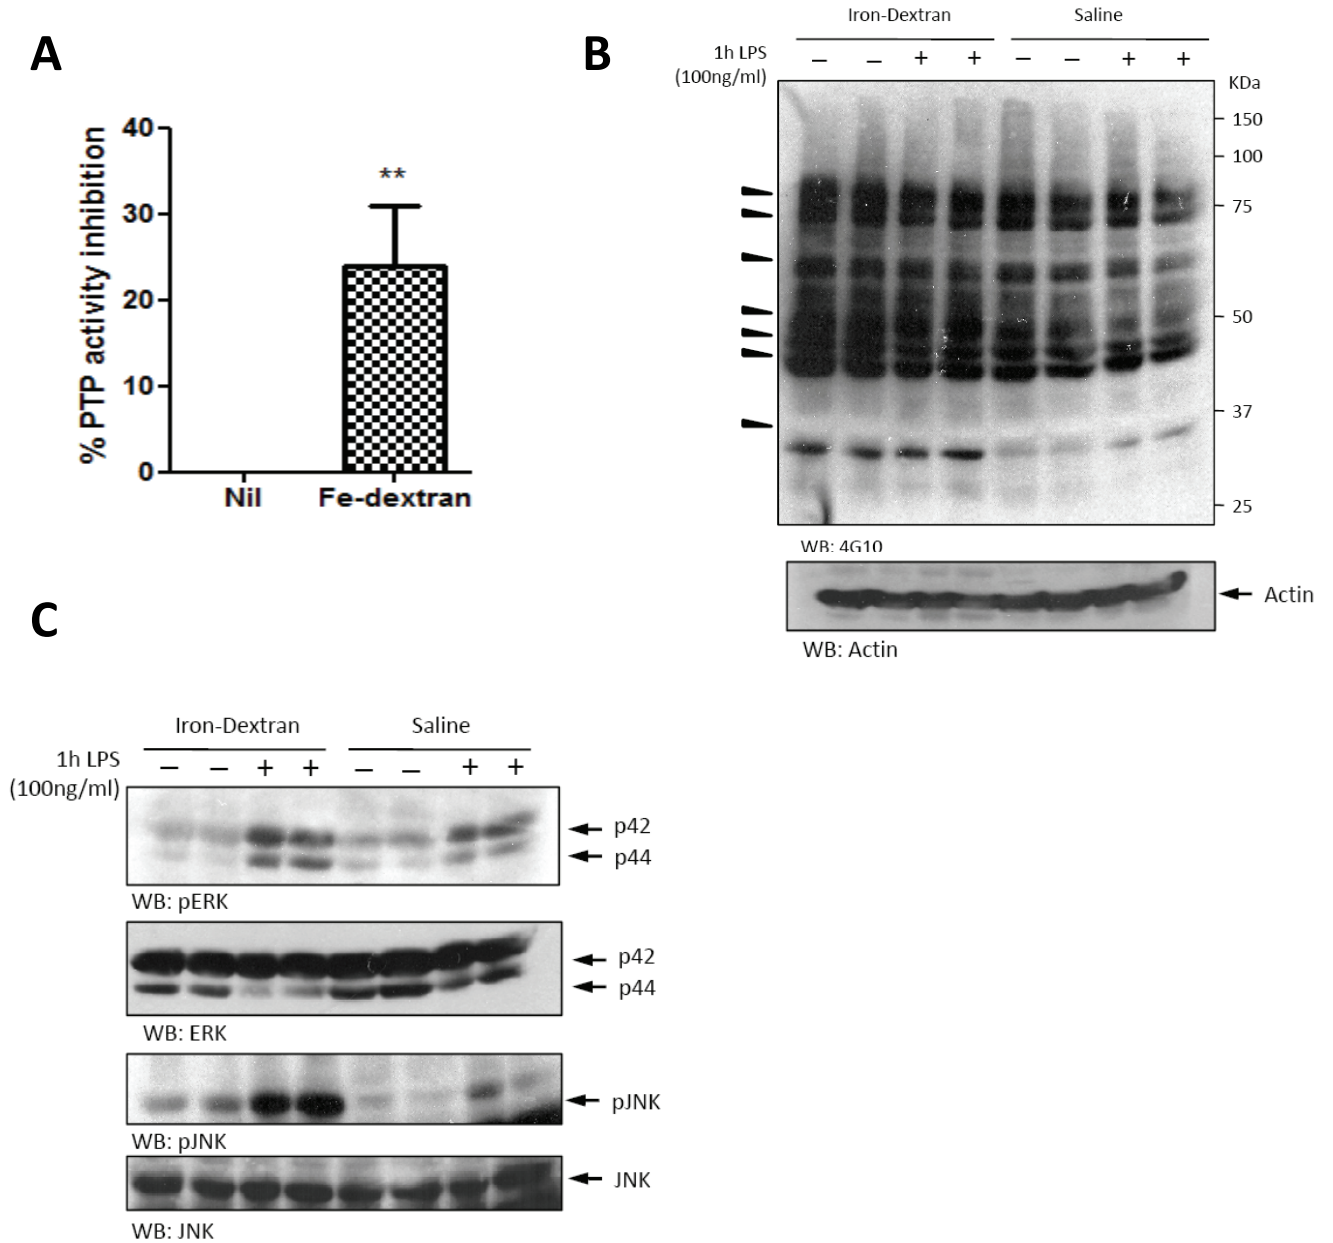 A
% PTP activity inhibition
40
30
20
10
0
**
Nil
Fe-dextran
B
Iron-Dextran
Saline
1h LPS
(100ng/ml)
– – + + – – + +
KDa
150
100
75
50
37
25
WB: 4G10
Actin
WB: Actin
C
Iron-Dextran
Saline
1h LPS
(100ng/ml)
– – + + – – + +
p42
p44
WB: pERK
p42
p44
WB: ERK
pJNK
WB: pJNK
JNK
WB: JNK